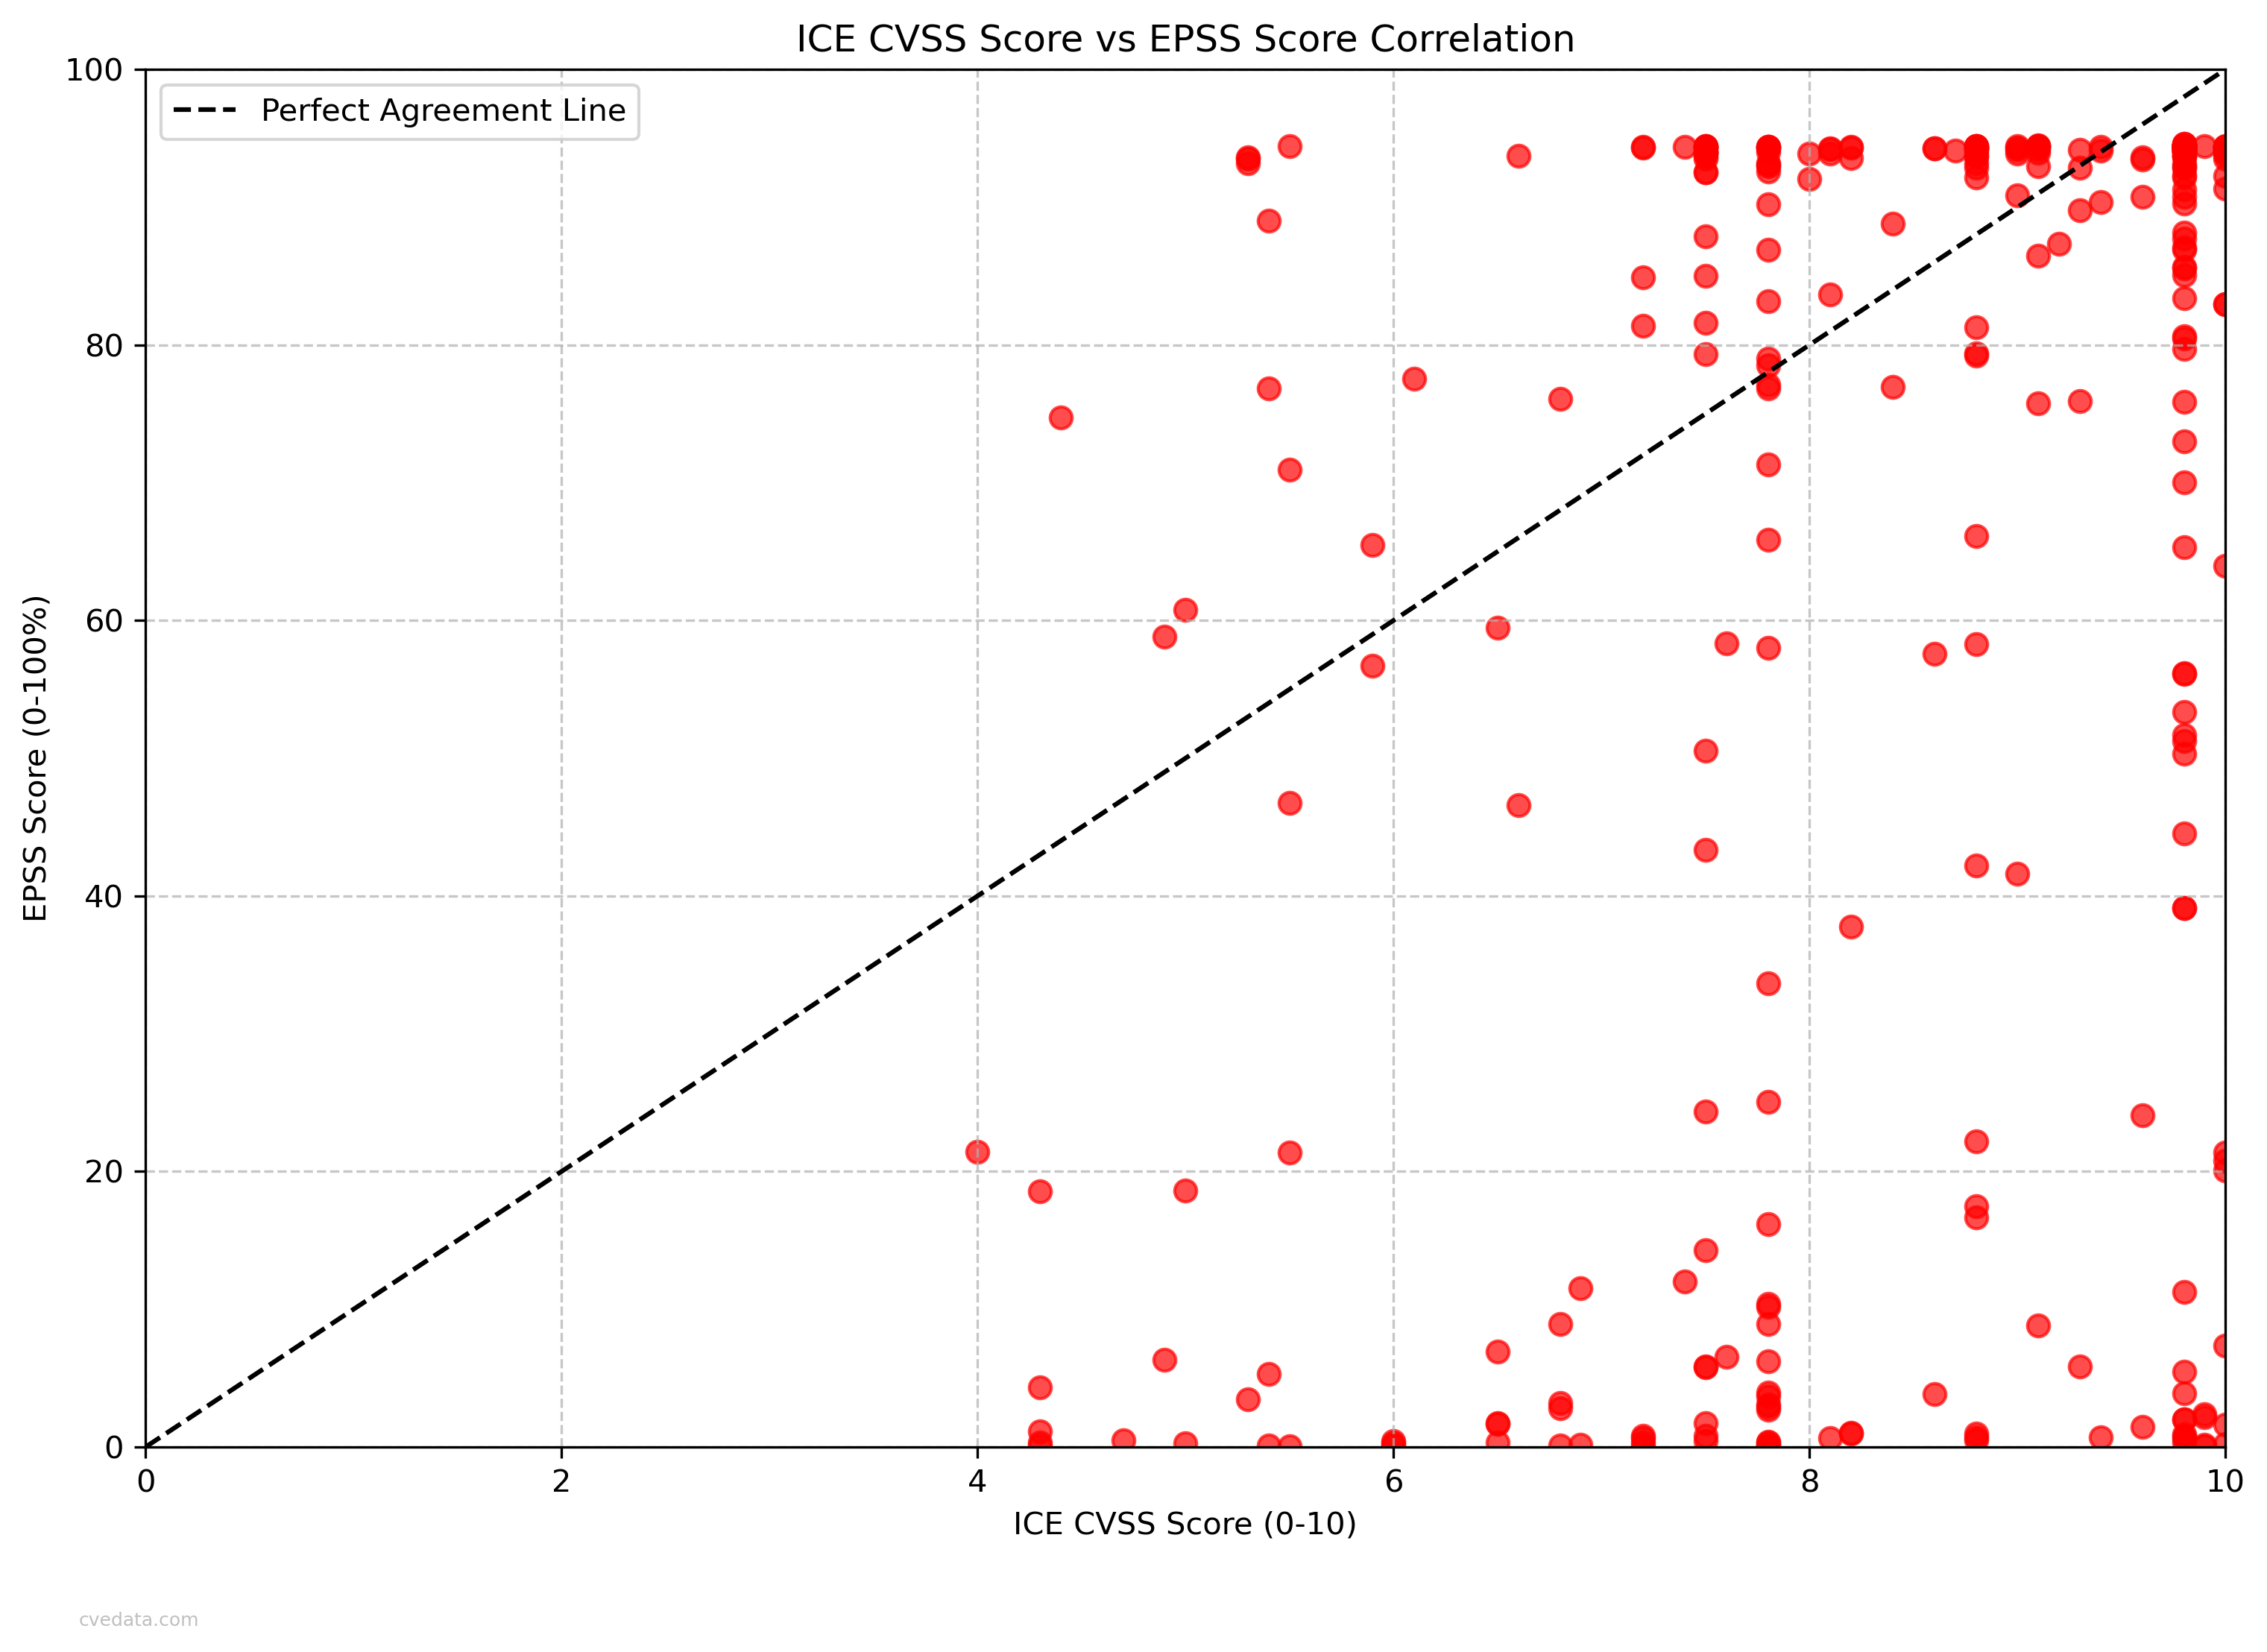 ICE CVSS Score vs EPSS Score Correlation
Perfect Agreement Line
EPSS Score (0-100%)
100
80
60
40
20
0
0 2 4 6 8 10
ICE CVSS Score (0-10)
cvedata.com